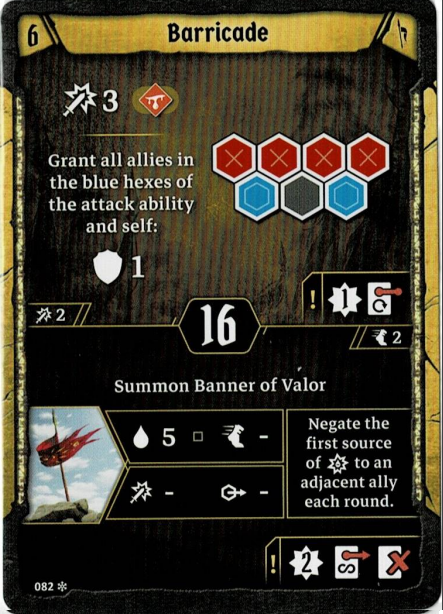 6 Barricade
3
Grant all allies in
the blue hexes of
the attack ability
and self:
1
! 1
2
16
2
Summon Banner of Valor
5 -
- -
Negate the
first source
of to an
adjacent ally
each round.
! 2 S
082